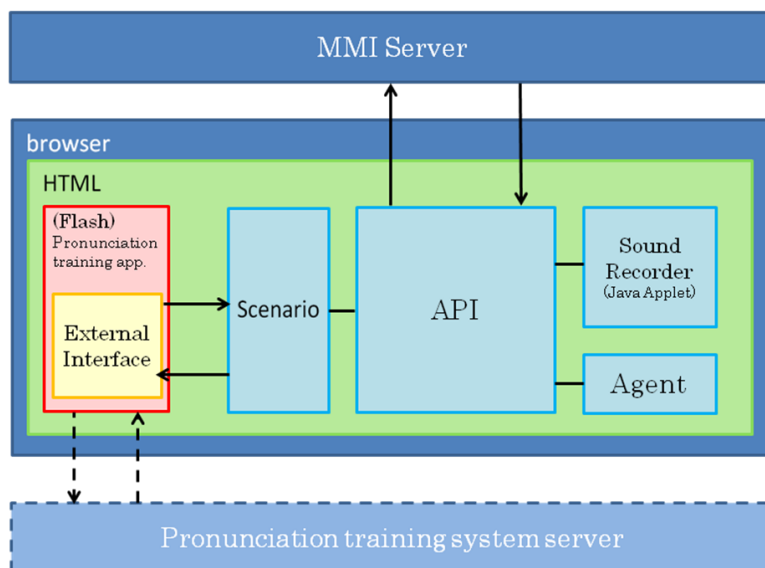 MMI Server
browser
HTML
(Flash)
Pronunciation
training app.
External
Interface
Scenario
API
Sound
Recorder
(Java Applet)
Agent
Pronunciation training system server